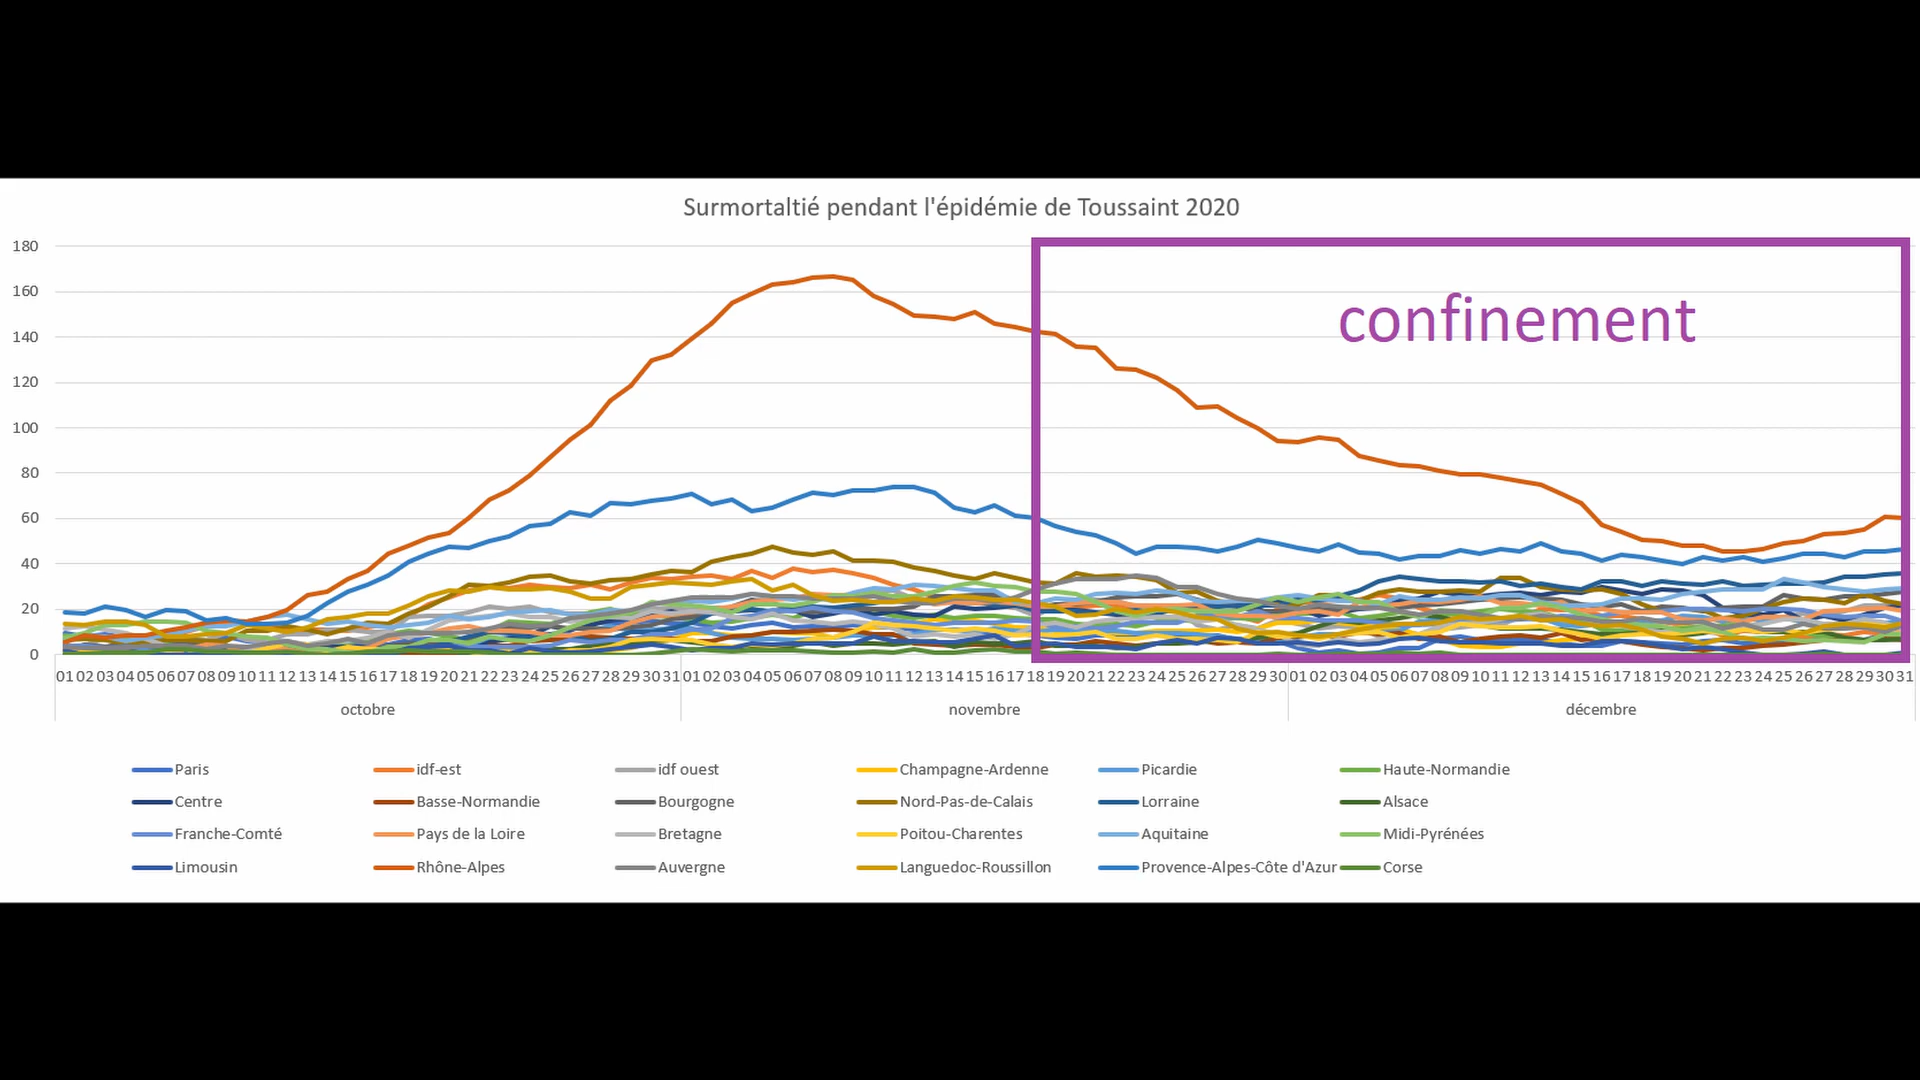 Surmortaltié pendant l'épidémie de Toussaint 2020
180
160
140
120
100
80
60
40
20
0
confinement
01 02 03 04 05 06 07 08 09 10 11 12 13 14 15 16 17 18 19 20 21 22 23 24 25 26 27 28 29 30 31 01 02 03 04 05 06 07 08 09 10 11 12 13 14 15 16 17 18 19 20 21 22 23 24 25 26 27 28 29 30 01 02 03 04 05 06 07 08 09 10 11 12 13 14 15 16 17 18 19 20 21 22 23 24 25 26 27 28 29 30 31
octobre novembre décembre
Paris idf-est idf ouest Champagne-Ardenne Picardie Haute-Normandie
Centre Basse-Normandie Bourgogne Nord-Pas-de-Calais Lorraine Alsace
Franche-Comté Pays de la Loire Bretagne Poitou-Charentes Aquitaine Midi-Pyrénées
Limousin Rhône-Alpes Auvergne Languedoc-Roussillon Provence-Alpes-Côte d'Azur Corse